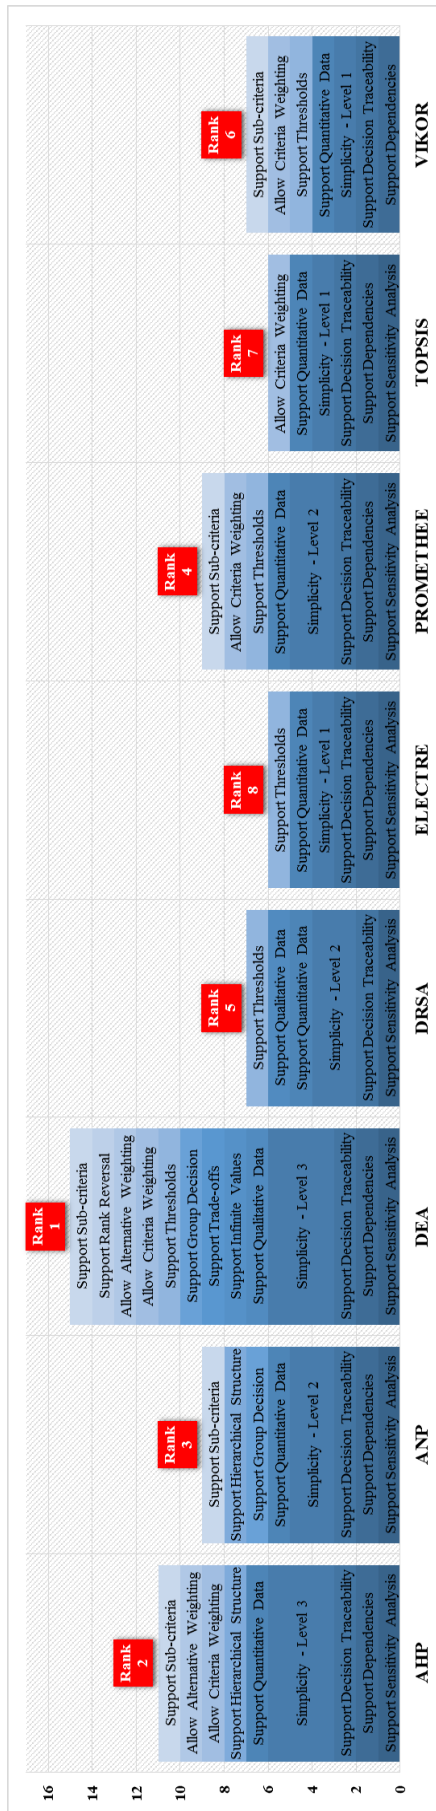 16
14
12
10
8
6
4
2
0
Rank
2
Support Sub-criteria
Allow Alternative Weighting
Allow Criteria Weighting
Support Hierarchical Structure
Support Quantitative Data
Simplicity - Level 3
Support Decision Traceability
Support Dependencies
Support Sensitivity Analysis
AHP
Rank
3
Support Sub-criteria
Support Hierarchical Structure
Support Group Decision
Support Quantitative Data
Simplicity - Level 2
Support Decision Traceability
Support Dependencies
Support Sensitivity Analysis
ANP
Rank
1
Support Sub-criteria
Support Rank Reversal
Allow Alternative Weighting
Allow Criteria Weighting
Support Thresholds
Support Group Decision
Support Trade-offs
Support Infinite Values
Support Qualitative Data
Simplicity - Level 3
Support Decision Traceability
Support Dependencies
Support Sensitivity Analysis
DEA
Rank
5
Support Thresholds
Support Qualitative Data
Support Quantitative Data
Simplicity - Level 2
Support Decision Traceability
Support Sensitivity Analysis
DRSA
Rank
8
Support Thresholds
Support Quantitative Data
Simplicity - Level 1
Support Decision Traceability
Support Dependencies
Support Sensitivity Analysis
ELECTRE
Rank
4
Support Sub-criteria
Allow Criteria Weighting
Support Thresholds
Support Quantitative Data
Simplicity - Level 2
Support Decision Traceability
Support Dependencies
Support Sensitivity Analysis
PROMETHEE
Rank
7
Allow Criteria Weighting
Support Quantitative Data
Simplicity - Level 1
Support Decision Traceability
Support Dependencies
Support Sensitivity Analysis
TOPSIS
Rank
6
Support Sub-criteria
Allow Criteria Weighting
Support Thresholds
Support Quantitative Data
Simplicity - Level 1
Support Decision Traceability
Support Dependencies
VIKOR